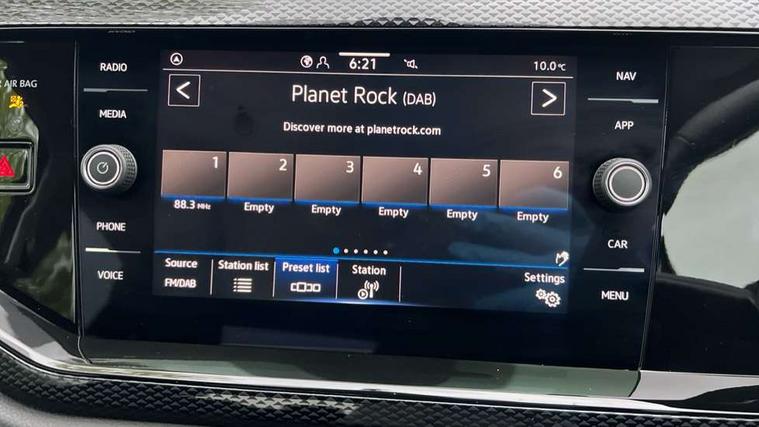 RADIO
MEDIA
PHONE
VOICE
AIR BAG
6:21
10.0°C
Planet Rock (DAB)
Discover more at planetrock.com
1 2 3 4 5 6
88.3 MHz Empty Empty Empty Empty Empty
Source Station list Preset list Station Settings
FM/DAB
NAV
APP
CAR
MENU